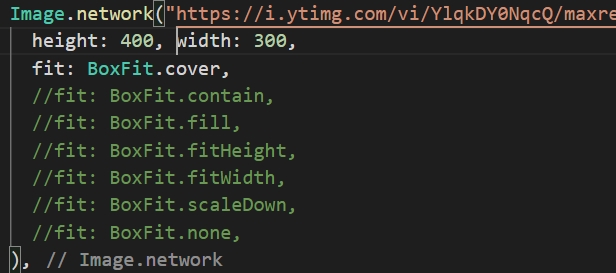 Image.network("https://i.ytimg.com/vi/YlqkDY0NqcQ/maxre
height: 400, width: 300,
fit: BoxFit.cover,
//fit: BoxFit.contain,
//fit: BoxFit.fill,
//fit: BoxFit.fitHeight,
//fit: BoxFit.fitWidth,
//fit: BoxFit.scaleDown,
//fit: BoxFit.none,
), // Image.network